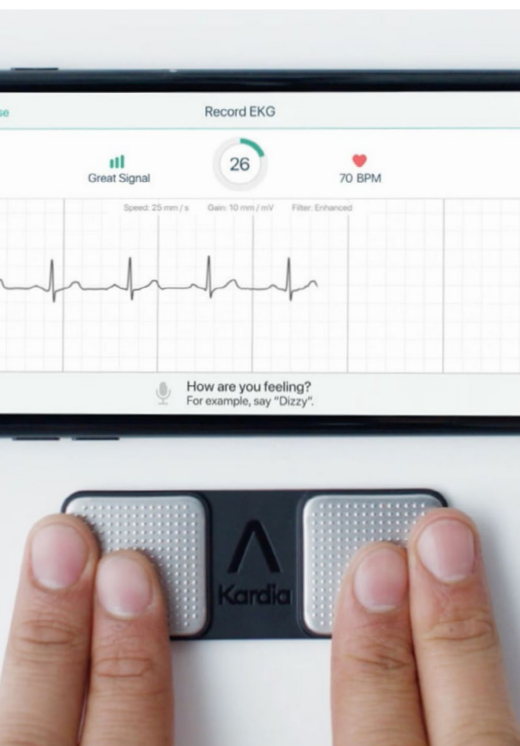 Record EKG
26
Great Signal
70 BPM
Speed: 25 mm / s Gain: 10 mm / mV Filter: Enhanced
How are you feeling?
For example, say "Dizzy".
Kardia